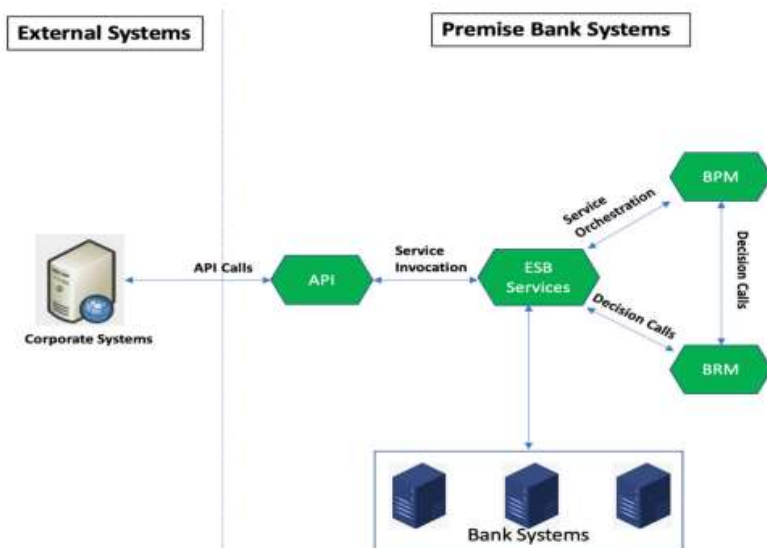 External Systems
Premise Bank Systems
BPM
Service
Orchestration
API Calls
API
Service
Invocation
ESB
Services
Decision Calls
Decision Calls
Corporate Systems
BRM
Bank Systems